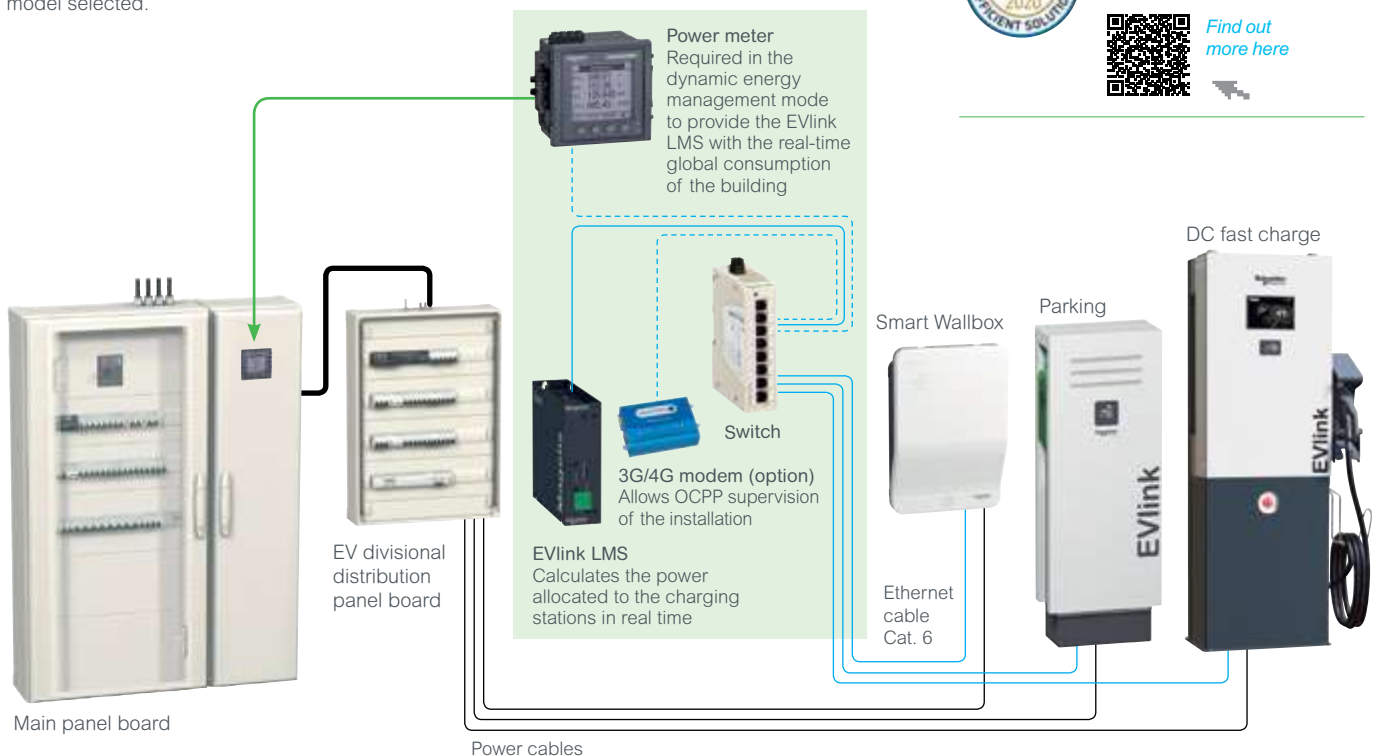 model selected.
2020
EFFICIENT SOLUTION
Find out
more here
Power meter
Required in the
dynamic energy
management mode
to provide the EVlink
LMS with the real-time
global consumption
of the building
DC fast charge
Parking
Smart Wallbox
Switch
3G/4G modem (option)
Allows OCPP supervision
of the installation
EVlink LMS
Calculates the power
allocated to the charging
stations in real time
EV divisional
distribution
panel board
Ethernet
cable
Cat. 6
EVlink
EVlink
Main panel board
Power cables